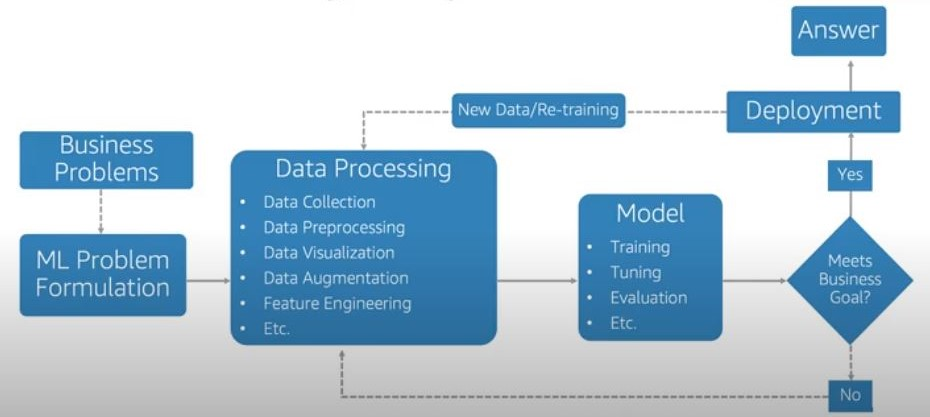 Answer
New Data/Re-training
Deployment
Business
Problems
Data Processing
• Data Collection
• Data Preprocessing
• Data Visualization
• Data Augmentation
• Feature Engineering
• Etc.
Yes
Model
• Training
• Tuning
• Evaluation
• Etc.
ML Problem
Formulation
Meets
Business
Goal?
No